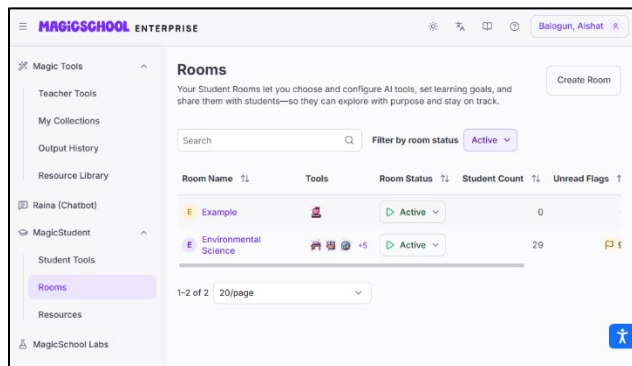 MAGICSCHOOL ENTERPRISE
Balogun, Aishat
Magic Tools
Teacher Tools
My Collections
Output History
Resource Library
Raina (Chatbot)
MagicStudent
Student Tools
Rooms
Resources
MagicSchool Labs
Rooms
Your Student Rooms let you choose and configure AI tools, set learning goals, and
share them with students—so they can explore with purpose and stay on track.
Create Room
Search
Filter by room status
Active
Room Name Tools Room Status Student Count Unread Flags
E Example Active 0
E Environmental
Science +5 Active 29
1–2 of 2 20/page